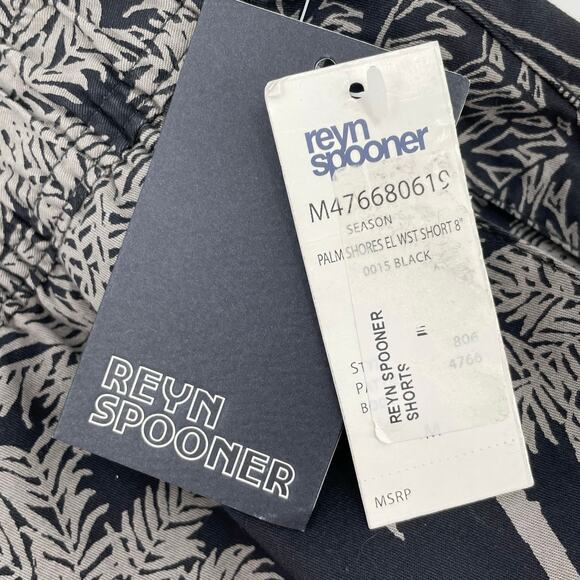 REYN
SPOONER
reyn
spooner
M476680619
SEASON
PALM SHORES EL WST SHORT 8"
0015 BLACK
806
4766
REYN SPOONER
SHORTS
M
MSRP